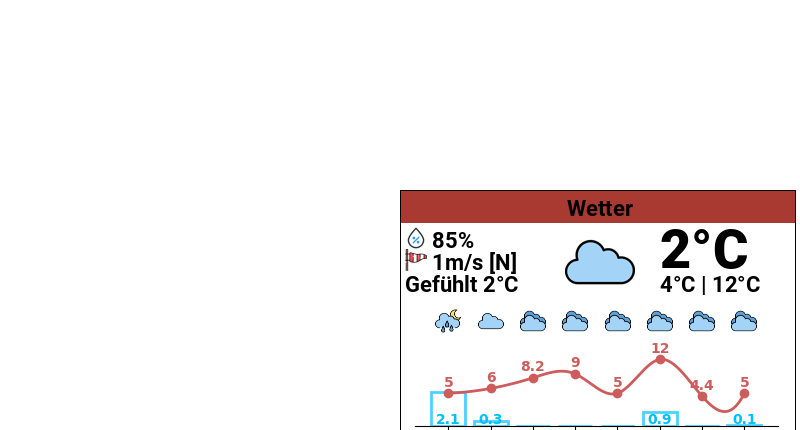 Wetter
85%
1m/s [N]
Gefühlt 2°C
2°C
4°C | 12°C
5 6 8.2 9 5 12 4.4 5
2.1 0.3 0.9 0.1